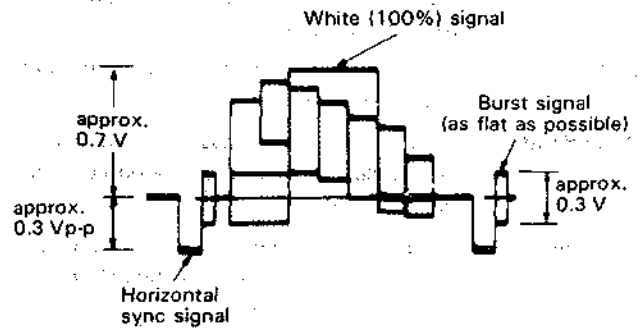 White (100%) signal
approx.
0.7 V
Burst signal
(as flat as possible)
approx.
0.3 V
approx.
0.3 Vp-p
Horizontal
sync signal